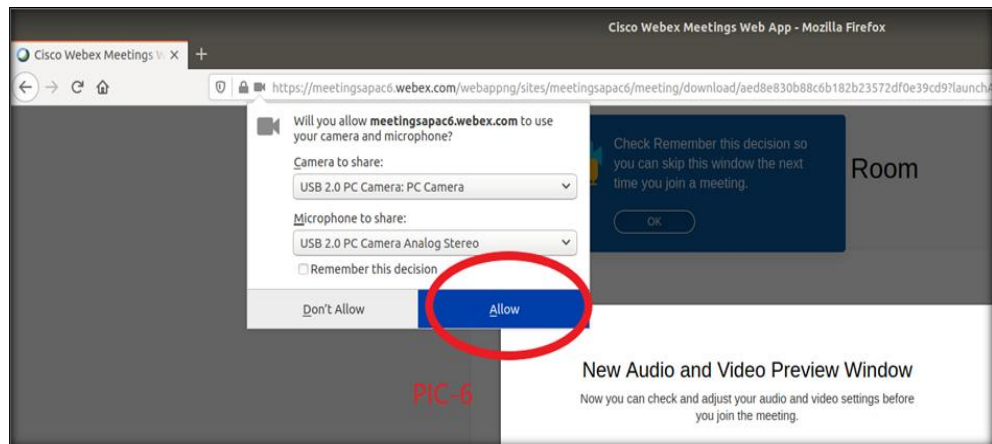 Cisco Webex Meetings Web App - Mozilla Firefox
Cisco Webex Meetings
https://meetingsapac6.webex.com/webappng/sites/meetingsapac6/meeting/download/aed8e830b88c6b182b23572df0e39cd9?launchA
Will you allow meetingsapac6.webex.com to use
your camera and microphone?
Camera to share:
USB 2.0 PC Camera: PC Camera
Microphone to share:
USB 2.0 PC Camera Analog Stereo
Remember this decision
Don't Allow
Allow
Check Remember this decision so
you can skip this window the next
time you join a meeting.
OK
Room
PIC-6
New Audio and Video Preview Window
Now you can check and adjust your audio and video settings before
you join the meeting.